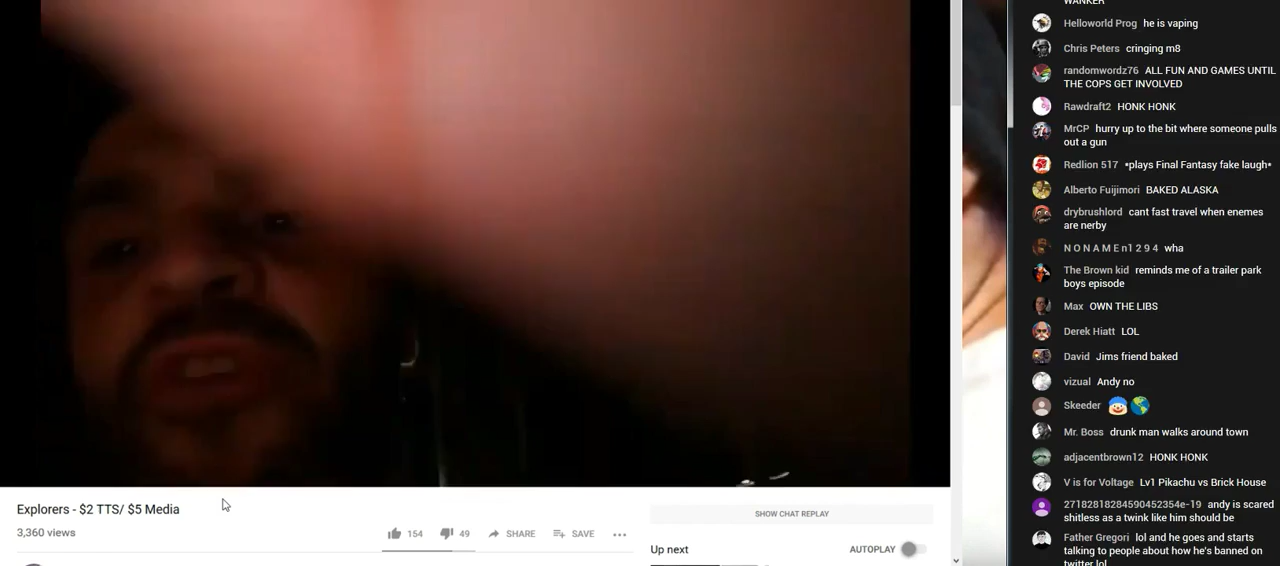 Explorers - $2 TTS/ $5 Media
3,360 views
154
49
SHARE
SAVE
SHOW CHAT REPLAY
Up next
AUTOPLAY
WANKER
Helloworld Prog he is vaping
Chris Peters cringing m8
randomwordz76 ALL FUN AND GAMES UNTIL
THE COPS GET INVOLVED
Rawdraft2 HONK HONK
MrCP hurry up to the bit where someone pulls
out a gun
Redlion 517 *plays Final Fantasy fake laugh*
Alberto Fuijimori BAKED ALASKA
drybrushlord cant fast travel when enemies
are nerby
N O N A M E n1 2 9 4 wha
The Brown kid reminds me of a trailer park
boys episode
Max OWN THE LIBS
Derek Hiatt LOL
David Jims friend baked
vizual Andy no
Skeeder 🤡🌎
Mr. Boss drunk man walks around town
adjacentbrown12 HONK HONK
V is for Voltage Lv1 Pikachu vs Brick House
27182818284590452354e-19 andy is scared
shitless as a twink like him should be
Father Gregori lol and he goes and starts
talking to people about how he's banned on
twitter lol